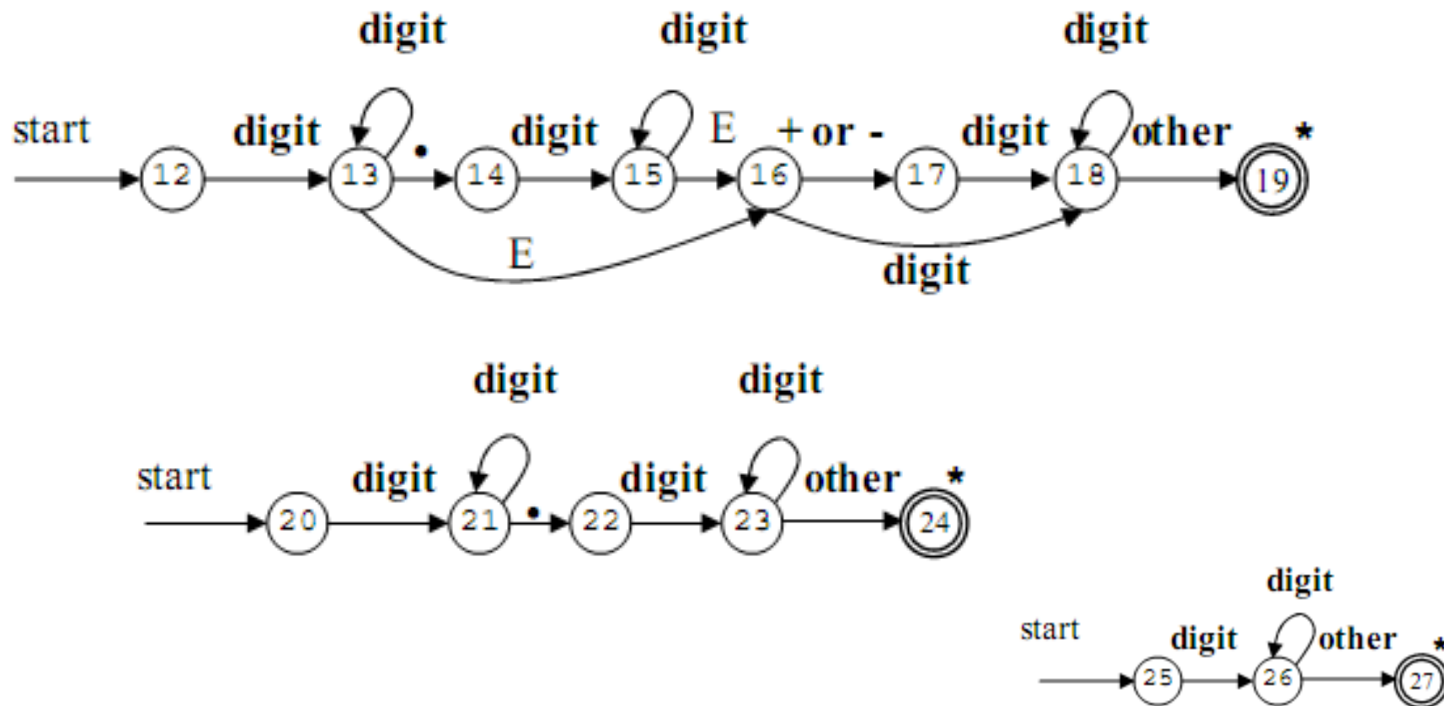 digit digit digit
start digit . digit E + or - digit other *
12 13 14 15 16 17 18 19
E digit
digit digit
start digit . digit other *
20 21 22 23 24
digit
start digit other *
25 26 27